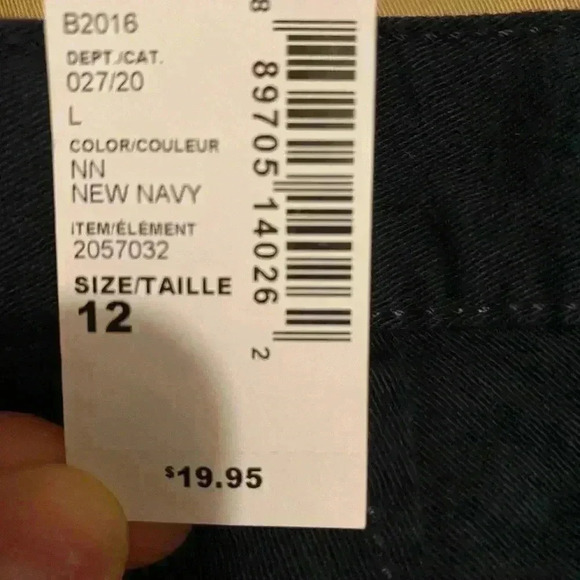 B2016
DEPT./CAT.
027/20
L
COLOR/COULEUR
NN
NEW NAVY
ITEM/ÉLÉMENT
2057032
SIZE/TAILLE
12
$19.95
8 89705 14026 2